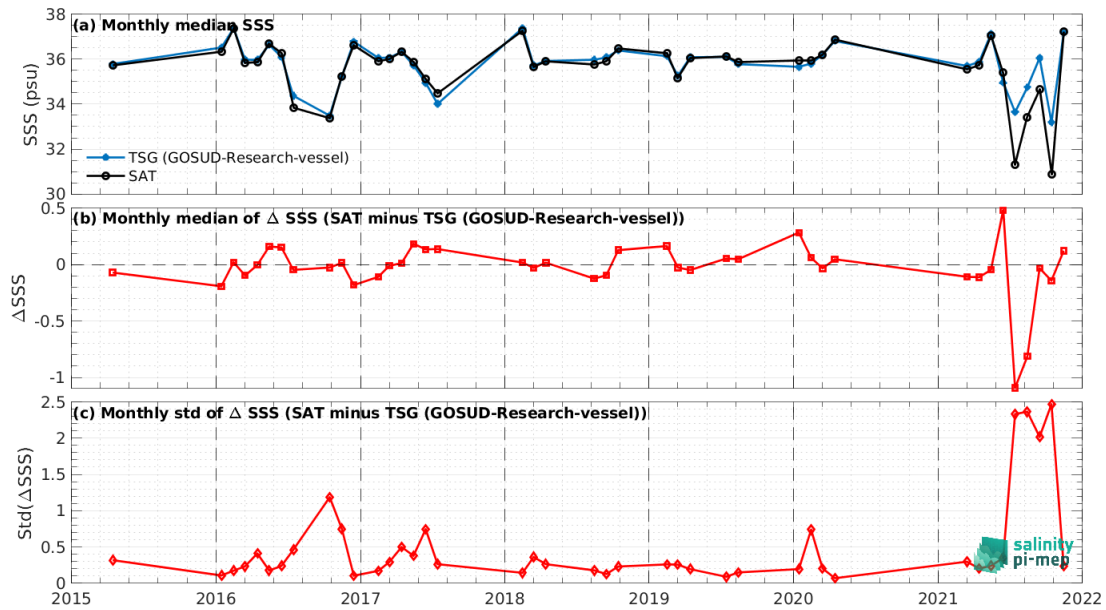 (a) Monthly median SSS
38
36
34
32
30
SSS (psu)
TSG (GOSUD-Research-vessel)
SAT
(b) Monthly median of Δ SSS (SAT minus TSG (GOSUD-Research-vessel))
0.5
0
-0.5
-1
ΔSSS
(c) Monthly std of Δ SSS (SAT minus TSG (GOSUD-Research-vessel))
2.5
2
1.5
1
0.5
0
Std(ΔSSS)
salinity
pi-mep
2015 2016 2017 2018 2019 2020 2021 2022